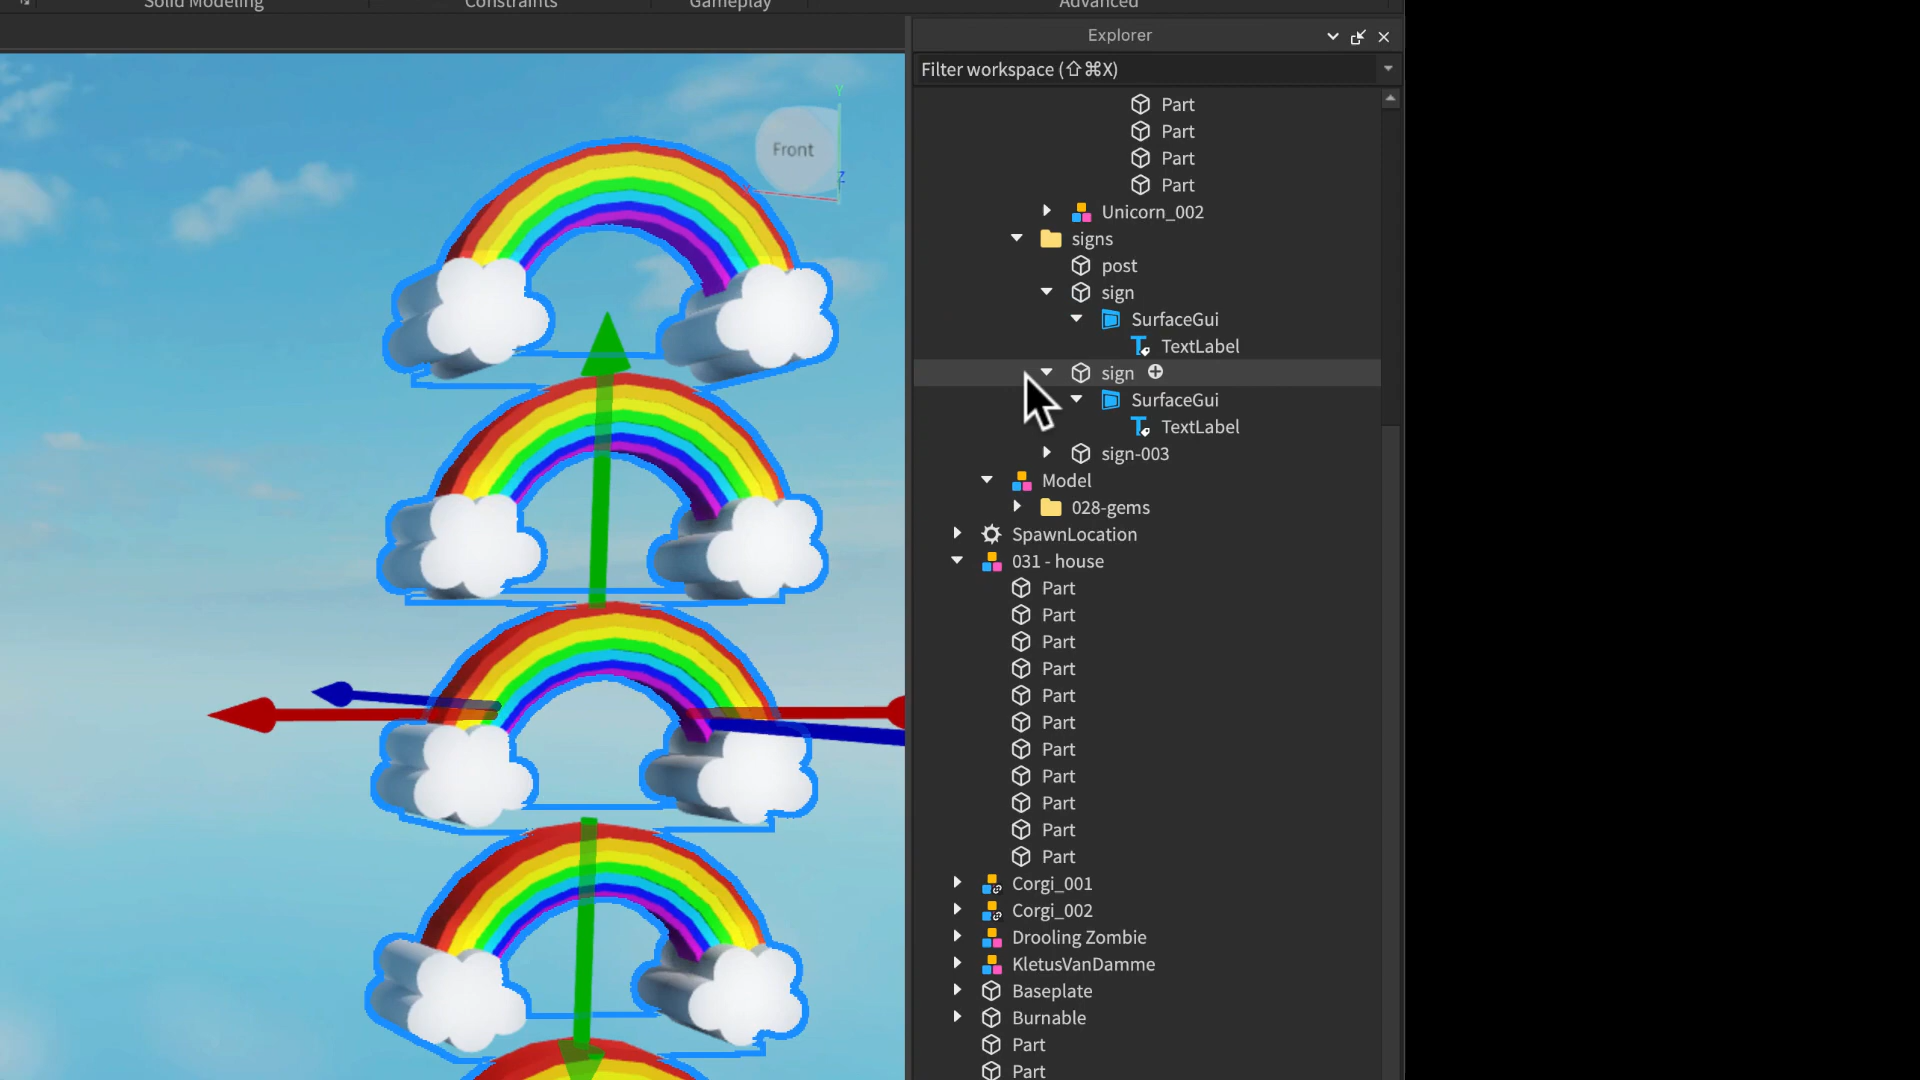 Solid Modeling
Constraints
Gameplay
Advanced
Explorer
Filter workspace (⇧⌘X)
Front
Y
Z
Part
Part
Part
Part
Unicorn_002
signs
post
sign
SurfaceGui
TextLabel
sign
SurfaceGui
TextLabel
sign-003
Model
028-gems
SpawnLocation
031 - house
Part
Part
Part
Part
Part
Part
Part
Part
Part
Part
Part
Corgi_001
Corgi_002
Drooling Zombie
KletusVanDamme
Baseplate
Burnable
Part
Part